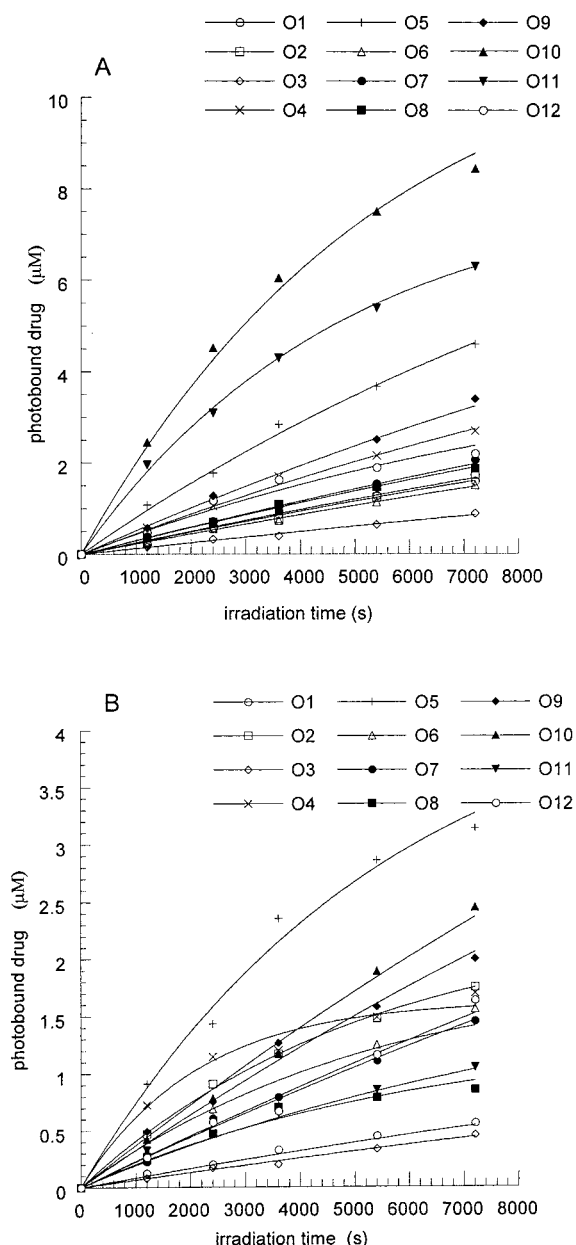 A
O1 O5 O9
O2 O6 O10
O3 O7 O11
O4 O8 O12
10
8
6
4
2
0
photobound drug (μM)
0 1000 2000 3000 4000 5000 6000 7000 8000
irradiation time (s)
B
O1 O5 O9
O2 O6 O10
O3 O7 O11
O4 O8 O12
4
3.5
3
2.5
2
1.5
1
0.5
0
photobound drug (μM)
0 1000 2000 3000 4000 5000 6000 7000 8000
irradiation time (s)